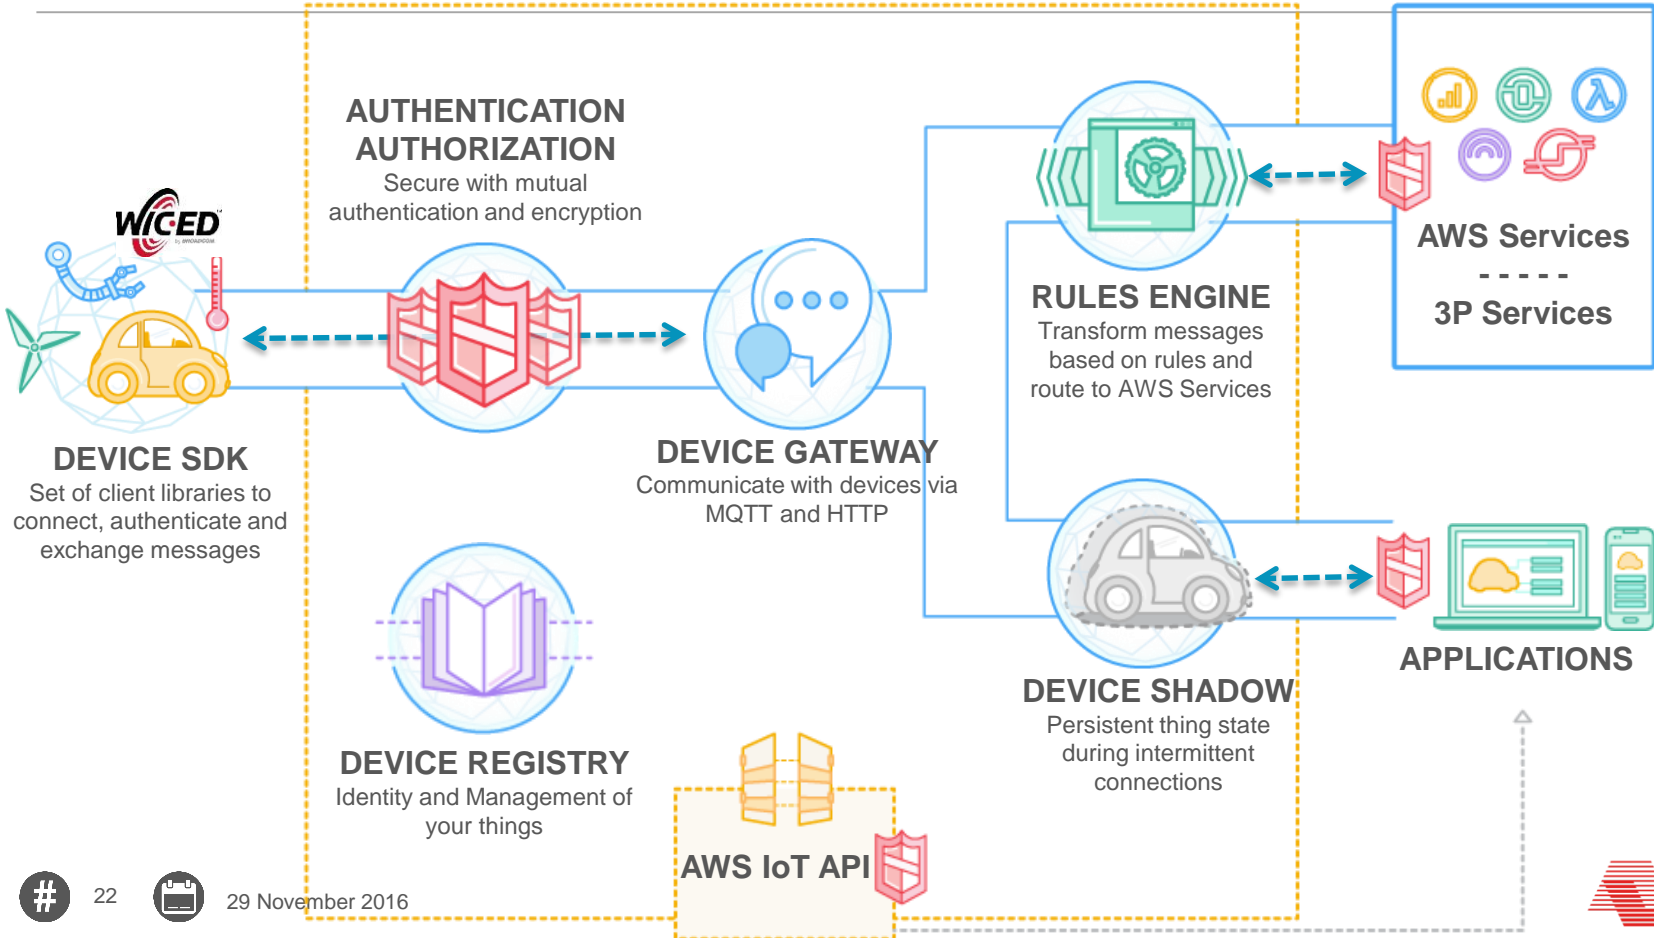 AUTHENTICATION
AUTHORIZATION
Secure with mutual
authentication and encryption
WICED
by BROADCOM
DEVICE SDK
Set of client libraries to
connect, authenticate and
exchange messages
DEVICE GATEWAY
Communicate with devices via
MQTT and HTTP
RULES ENGINE
Transform messages
based on rules and
route to AWS Services
AWS Services
- - - - -
3P Services
DEVICE REGISTRY
Identity and Management of
your things
DEVICE SHADOW
Persistent thing state
during intermittent
connections
APPLICATIONS
AWS IoT API
# 22 29 November 2016